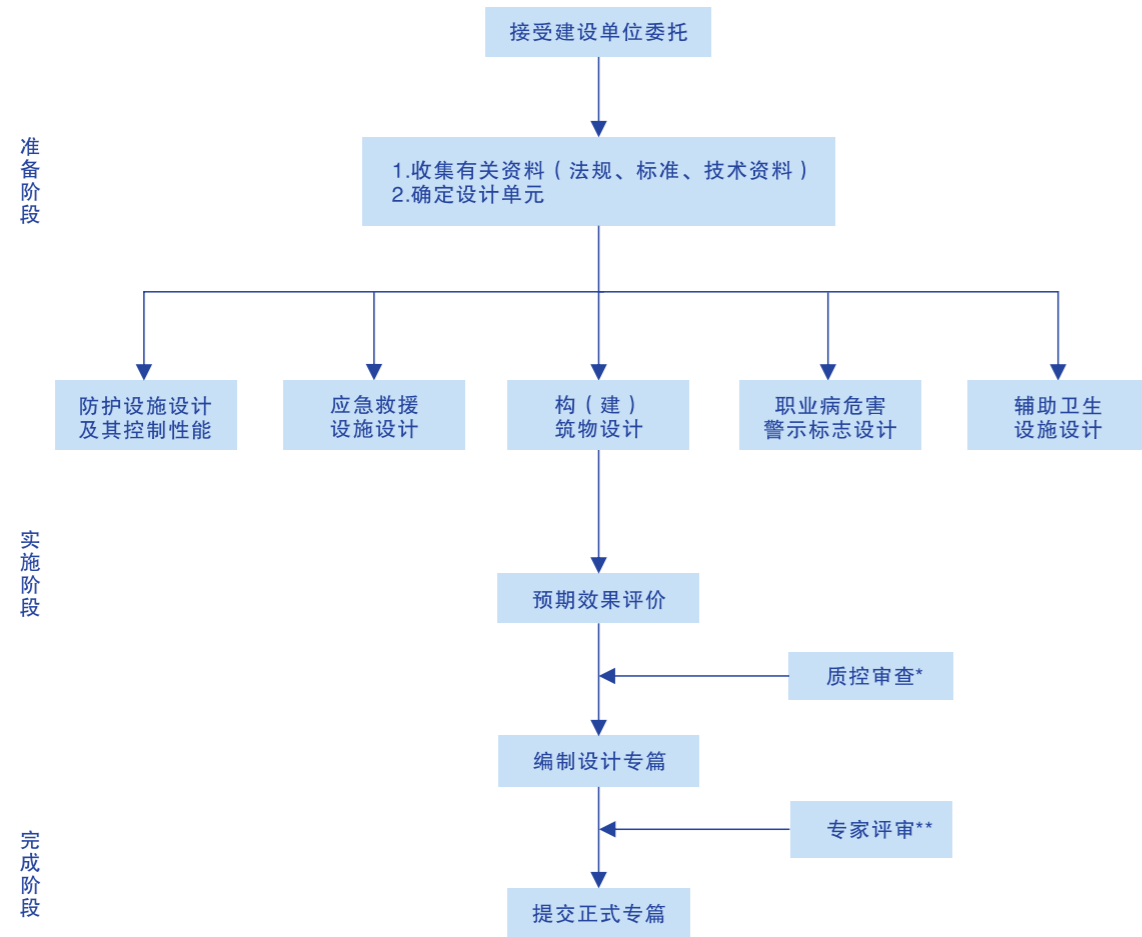 接受建设单位委托
准备阶段
1.收集有关资料（法规、标准、技术资料）
2.确定设计单元
防护设施设计
及其控制性能
应急救援
设施设计
构（建）
筑物设计
职业病危害
警示标志设计
辅助卫生
设施设计
实施阶段
预期效果评价
质控审查*
编制设计专篇
专家评审**
完成阶段
提交正式专篇